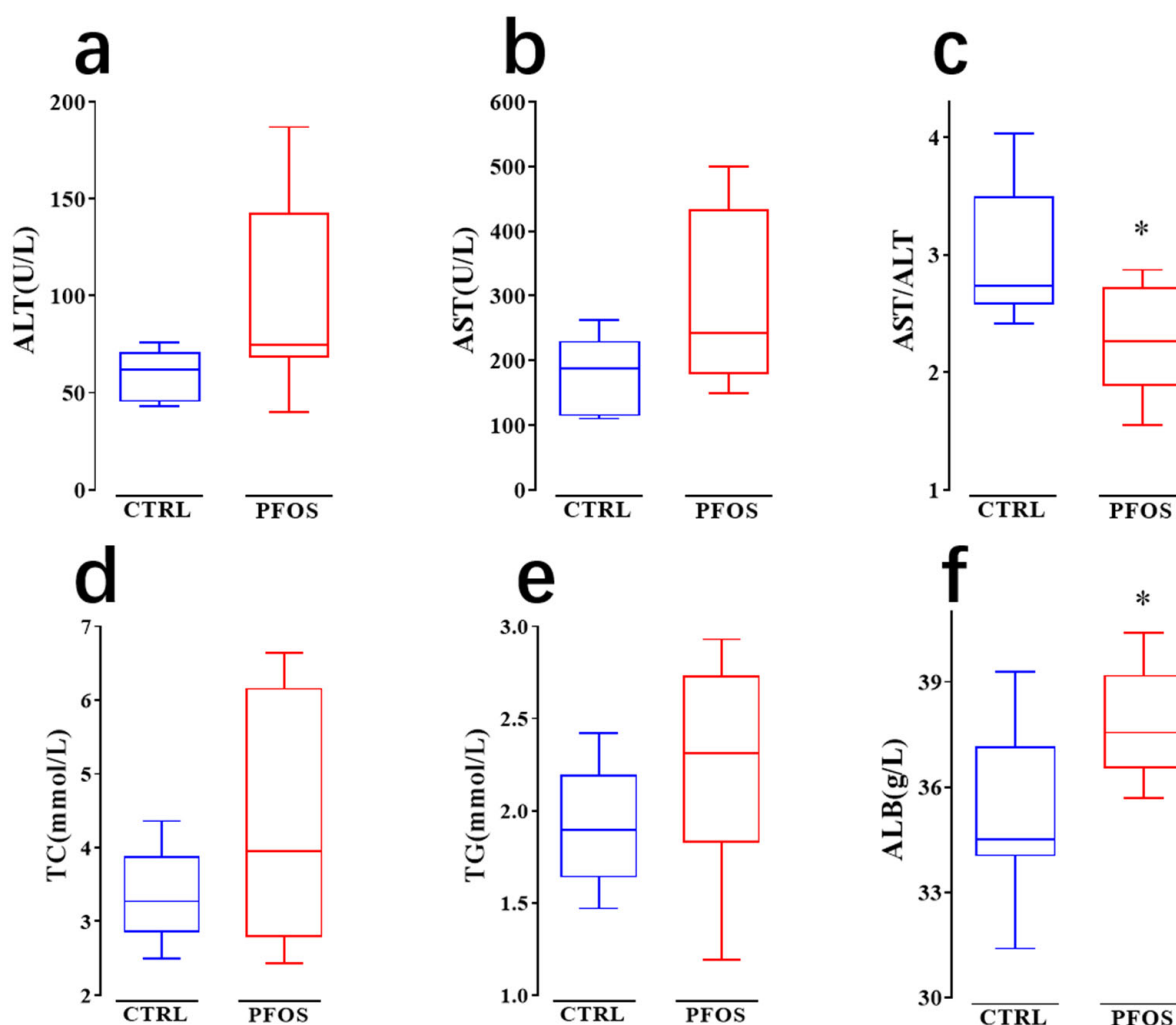 a
b
c
ALT(U/L)
200
150
100
50
0
CTRL PFOS
AST(U/L)
600
500
400
300
200
100
0
CTRL PFOS
AST/ALT
4
3
2
1
*
CTRL PFOS
d
e
f
TC(mmol/L)
7
6
5
4
3
2
CTRL PFOS
TG(mmol/L)
3.0
2.5
2.0
1.5
1.0
CTRL PFOS
ALB(g/L)
39
36
33
30
*
CTRL PFOS